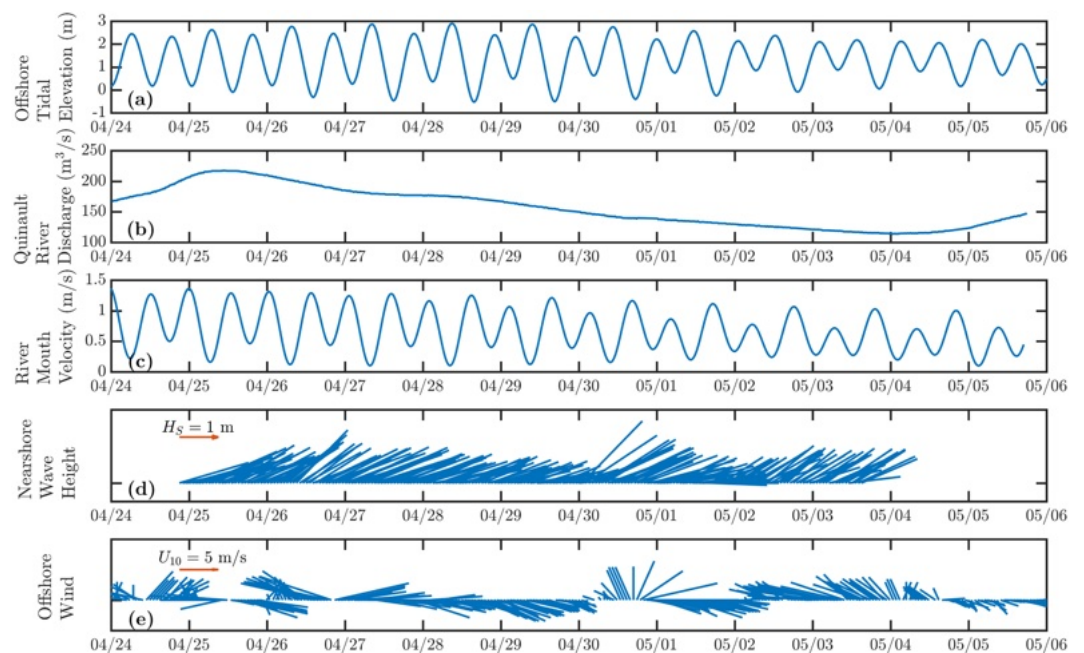 Offshore
Tidal
Elevation (m)
3
2
1
0
-1
(a)
04/24 04/25 04/26 04/27 04/28 04/29 04/30 05/01 05/02 05/03 05/04 05/05 05/06
Quinault
River
Discharge (m³/s)
250
200
150
100
(b)
04/24 04/25 04/26 04/27 04/28 04/29 04/30 05/01 05/02 05/03 05/04 05/05 05/06
River
Mouth
Velocity (m/s)
1.5
1
0.5
0
(c)
04/24 04/25 04/26 04/27 04/28 04/29 04/30 05/01 05/02 05/03 05/04 05/05 05/06
Nearshore
Wave
Height
H_S = 1 m
(d)
04/24 04/25 04/26 04/27 04/28 04/29 04/30 05/01 05/02 05/03 05/04 05/05 05/06
Offshore
Wind
U_10 = 5 m/s
(e)
04/24 04/25 04/26 04/27 04/28 04/29 04/30 05/01 05/02 05/03 05/04 05/05 05/06